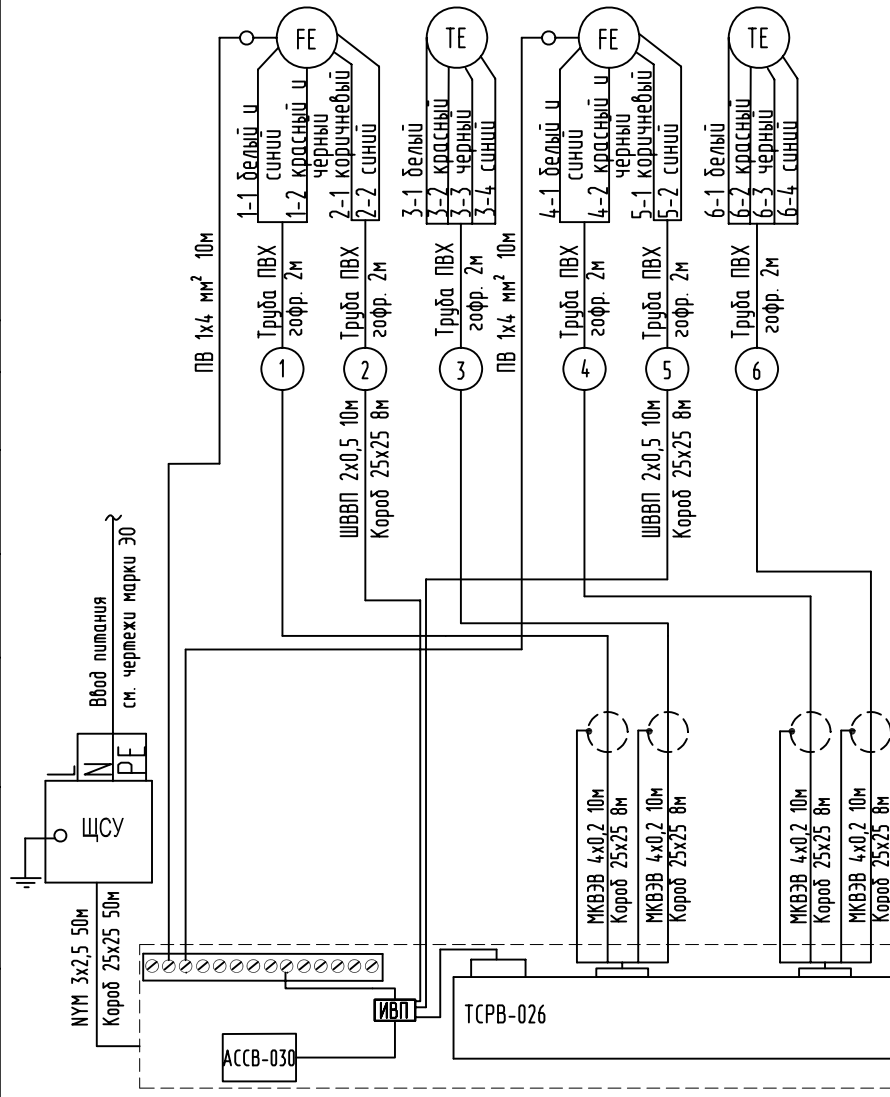 FE
TE
FE
TE
1-1 белый и
синий
1-2 красный и
черный
2-1 коричневый
2-2 синий
3-1 белый
3-2 красный
3-3 черный
3-4 синий
4-1 белый и
синий
4-2 красный и
черный
5-1 коричневый
5-2 синий
6-1 белый
6-2 красный
6-3 черный
6-4 синий
ПВ 1х4 мм² 10м
Труба ПВХ
гофр. 2м
Труба ПВХ
гофр. 2м
Труба ПВХ
гофр. 2м
ПВ 1х4 мм² 10м
Труба ПВХ
гофр. 2м
Труба ПВХ
гофр. 2м
Труба ПВХ
гофр. 2м
1
2
3
4
5
6
ШВВП 2х0,5 10м
Короб 25х25 8м
ШВВП 2х0,5 10м
Короб 25х25 8м
Ввод питания
см. чертежи марки ЭО
L
N
PE
ЩСУ
NYM 3х2,5 50м
Короб 25х25 50м
МКВЭВ 4х0,2 10м
Короб 25х25 8м
МКВЭВ 4х0,2 10м
Короб 25х25 8м
МКВЭВ 4х0,2 10м
Короб 25х25 8м
МКВЭВ 4х0,2 10м
Короб 25х25 8м
ИВП
ТСРВ-026
АССВ-030